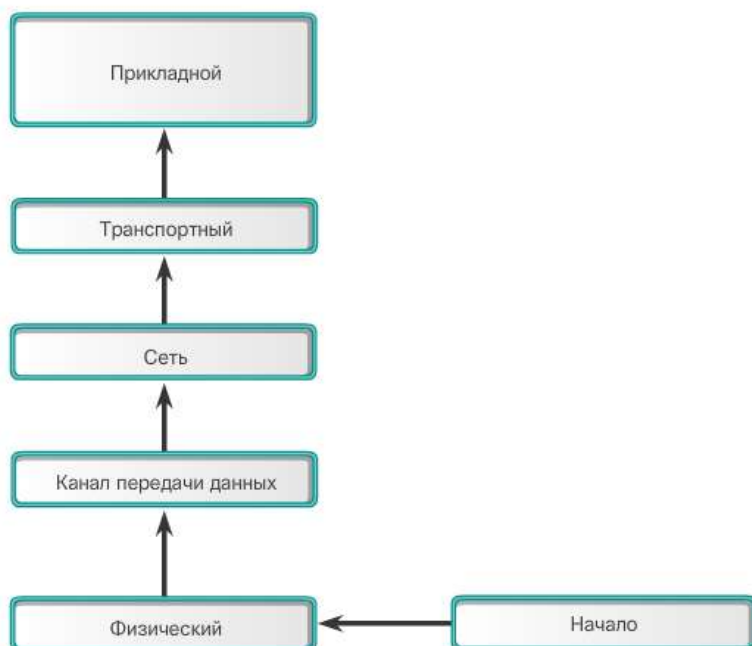 Прикладной
Транспортный
Сеть
Канал передачи данных
Физический
Начало